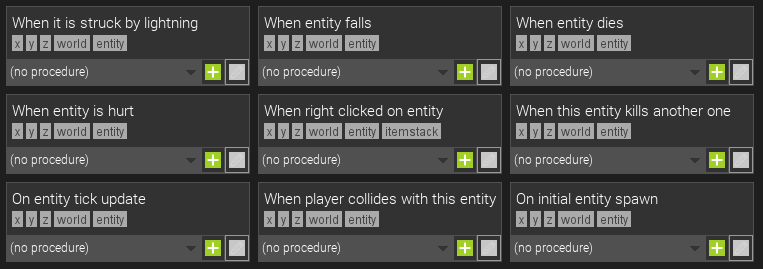 When it is struck by lightning
x y z world entity
(no procedure)
When entity falls
x y z world entity
(no procedure)
When entity dies
x y z world entity
(no procedure)
When entity is hurt
x y z world entity
(no procedure)
When right clicked on entity
x y z world entity itemstack
(no procedure)
When this entity kills another one
x y z world entity
(no procedure)
On entity tick update
x y z world entity
(no procedure)
When player collides with this entity
x y z world entity
(no procedure)
On initial entity spawn
x y z world entity
(no procedure)